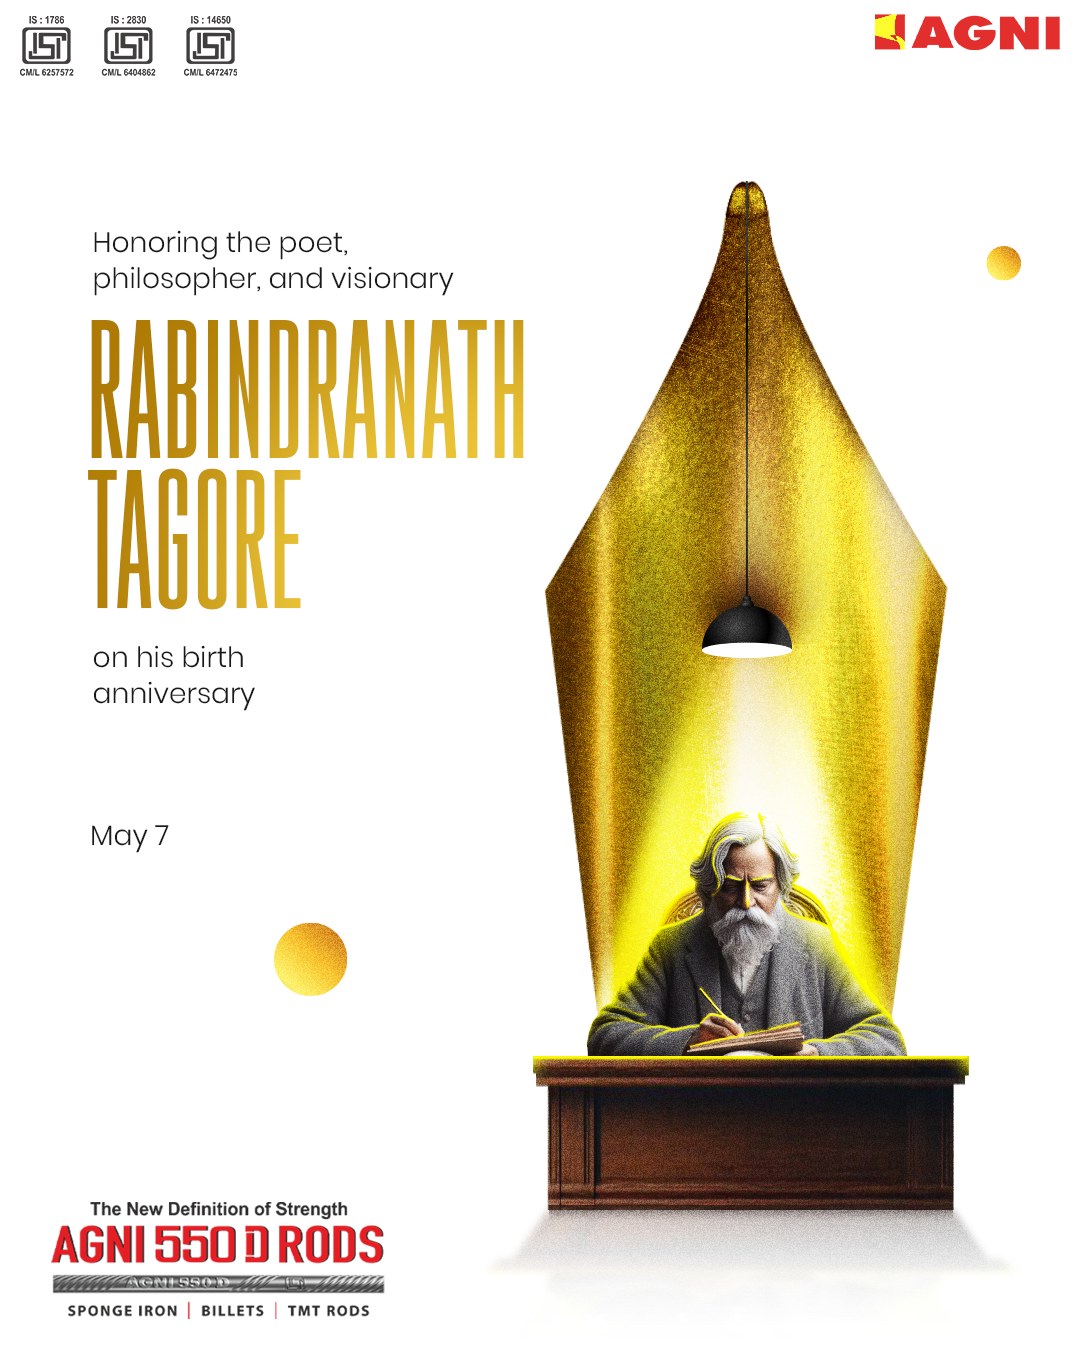 IS : 1786
CM/L 6257572
IS : 2830
CM/L 6404862
IS : 14650
CM/L 6472475
AGNI
Honoring the poet,
philosopher, and visionary
RABINDRANATH
TAGORE
on his birth
anniversary
May 7
The New Definition of Strength
AGNI 550 D RODS
AGNI 550 D
SPONGE IRON | BILLETS | TMT RODS